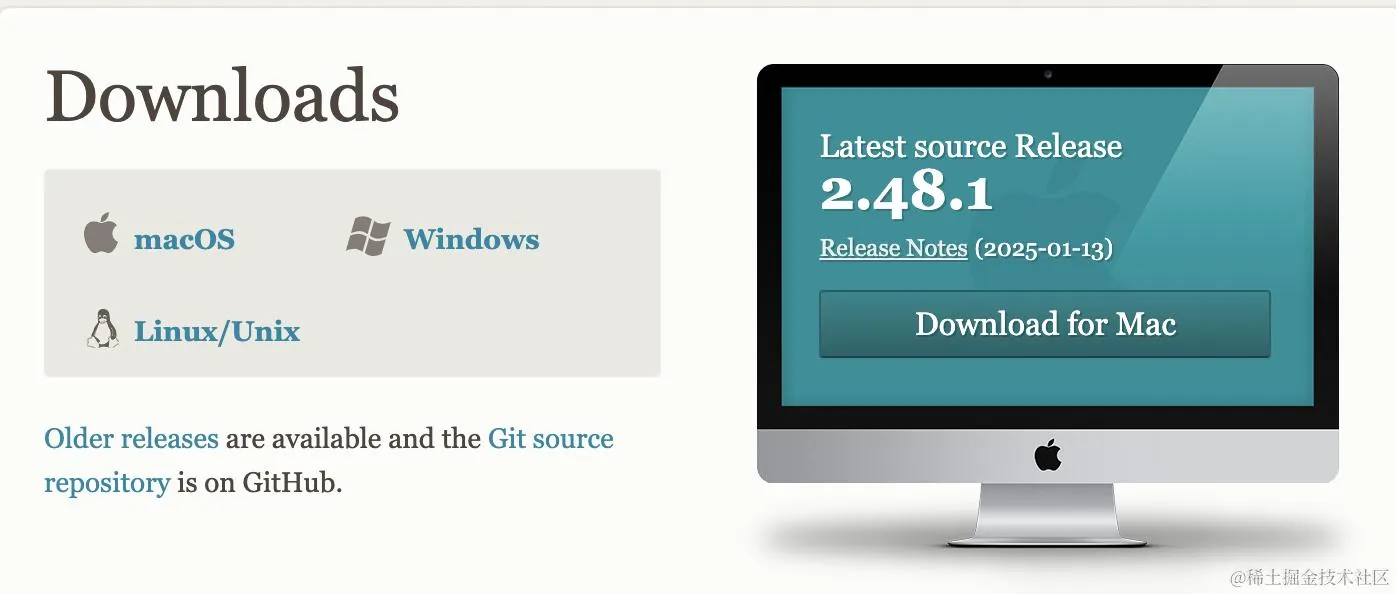 Downloads
macOS
Windows
Linux/Unix
Older releases are available and the Git source
repository is on GitHub.
Latest source Release
2.48.1
Release Notes (2025-01-13)
Download for Mac
@稀土掘金技术社区